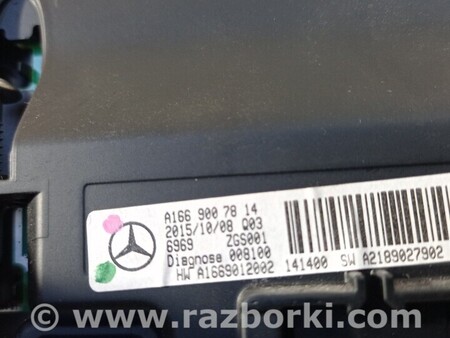 A166 900 78 14
2015/10/08 Q03
6969 ZGS001
Diagnose 008100
HW A1669012002 141400 SW A2189027902
www.razborki.com